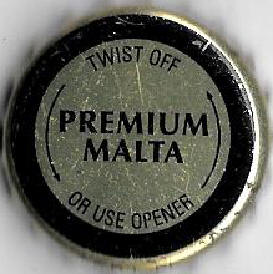 TWIST OFF
PREMIUM
MALTA
OR USE OPENER